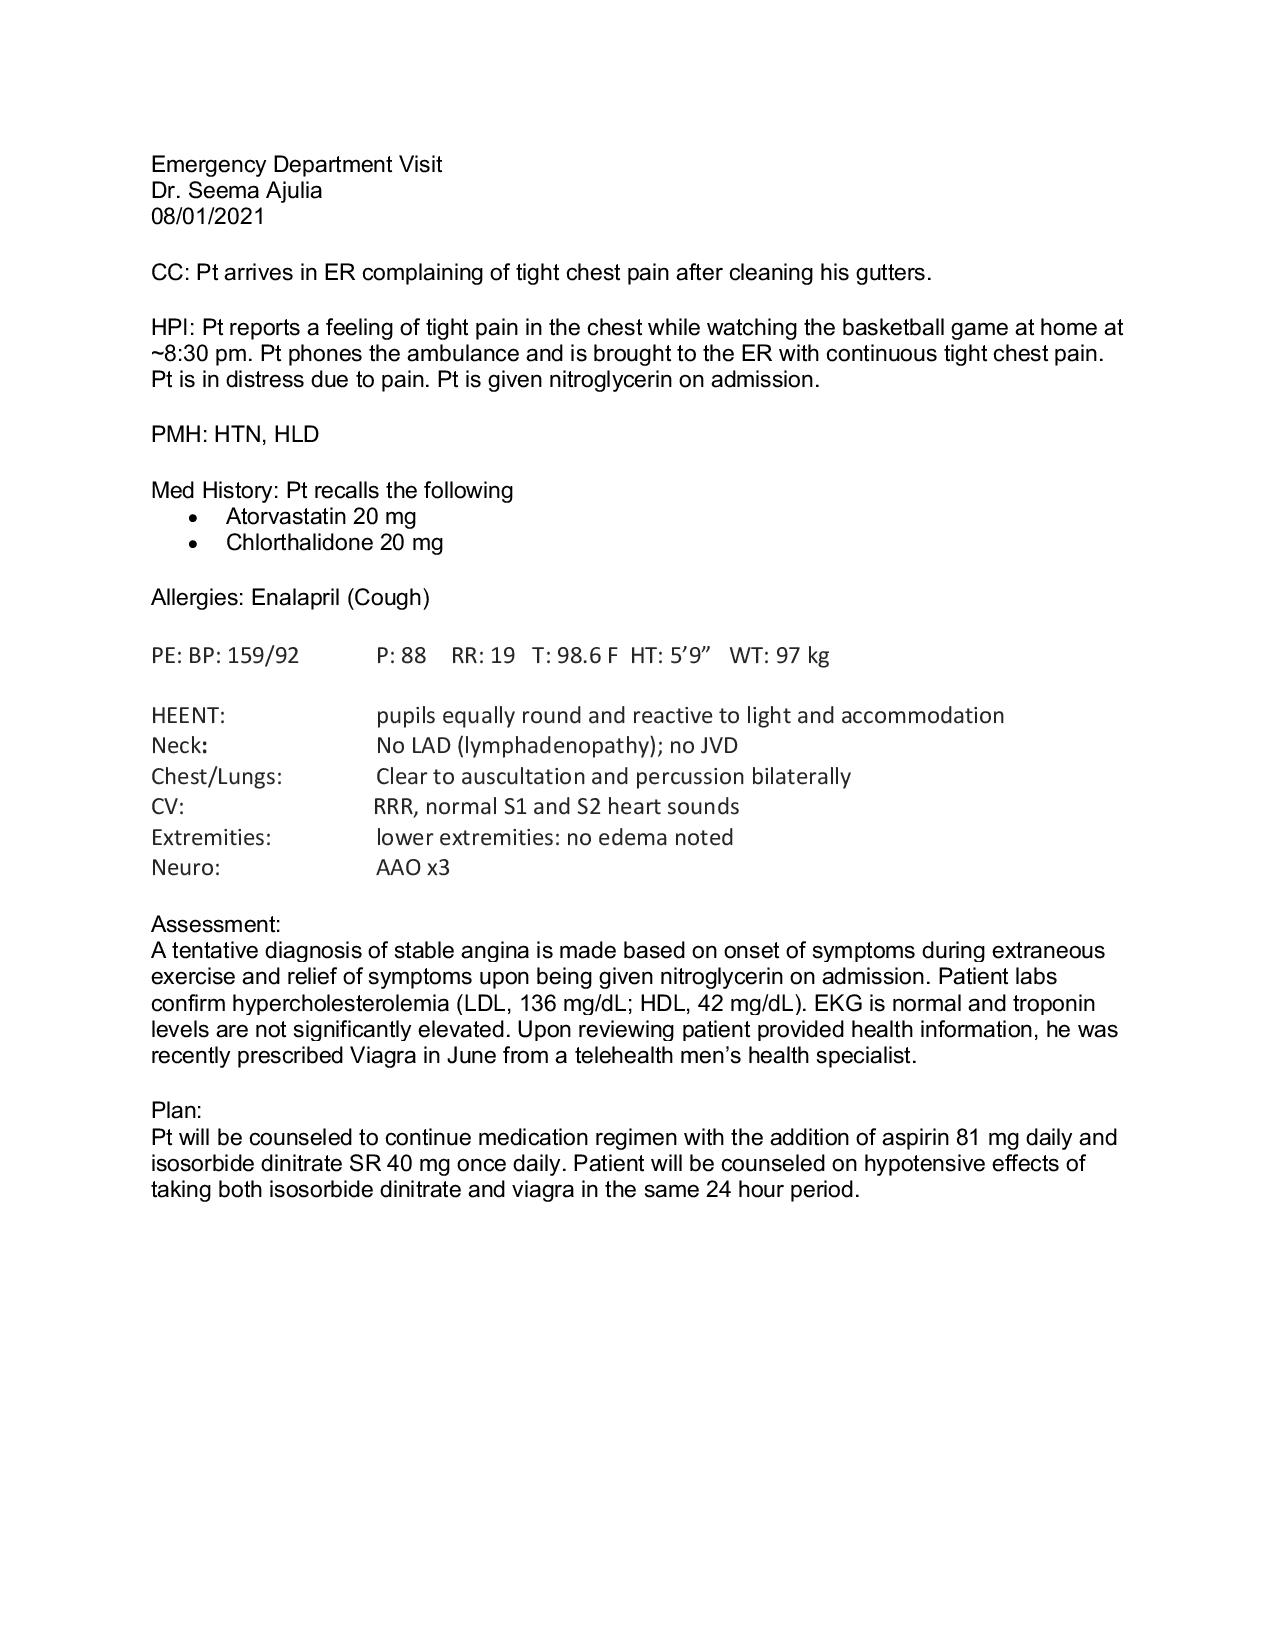 Emergency Department Visit
Dr. Seema Ajulia
08/01/2021
CC: Pt arrives in ER complaining of tight chest pain after cleaning his gutters.
HPI: Pt reports a feeling of tight pain in the chest while watching the basketball game at home at
~8:30 pm. Pt phones the ambulance and is brought to the ER with continuous tight chest pain.
Pt is in distress due to pain. Pt is given nitroglycerin on admission.
PMH: HTN, HLD
Med History: Pt recalls the following
• Atorvastatin 20 mg
• Chlorthalidone 20 mg
Allergies: Enalapril (Cough)
PE: BP: 159/92 P: 88 RR: 19 T: 98.6 F HT: 5’9” WT: 97 kg
HEENT: pupils equally round and reactive to light and accommodation
Neck: No LAD (lymphadenopathy); no JVD
Chest/Lungs: Clear to auscultation and percussion bilaterally
CV: RRR, normal S1 and S2 heart sounds
Extremities: lower extremities: no edema noted
Neuro: AAO x3
Assessment:
A tentative diagnosis of stable angina is made based on onset of symptoms during extraneous
exercise and relief of symptoms upon being given nitroglycerin on admission. Patient labs
confirm hypercholesterolemia (LDL, 136 mg/dL; HDL, 42 mg/dL). EKG is normal and troponin
levels are not significantly elevated. Upon reviewing patient provided health information, he was
recently prescribed Viagra in June from a telehealth men’s health specialist.
Plan:
Pt will be counseled to continue medication regimen with the addition of aspirin 81 mg daily and
isosorbide dinitrate SR 40 mg once daily. Patient will be counseled on hypotensive effects of
taking both isosorbide dinitrate and viagra in the same 24 hour period.